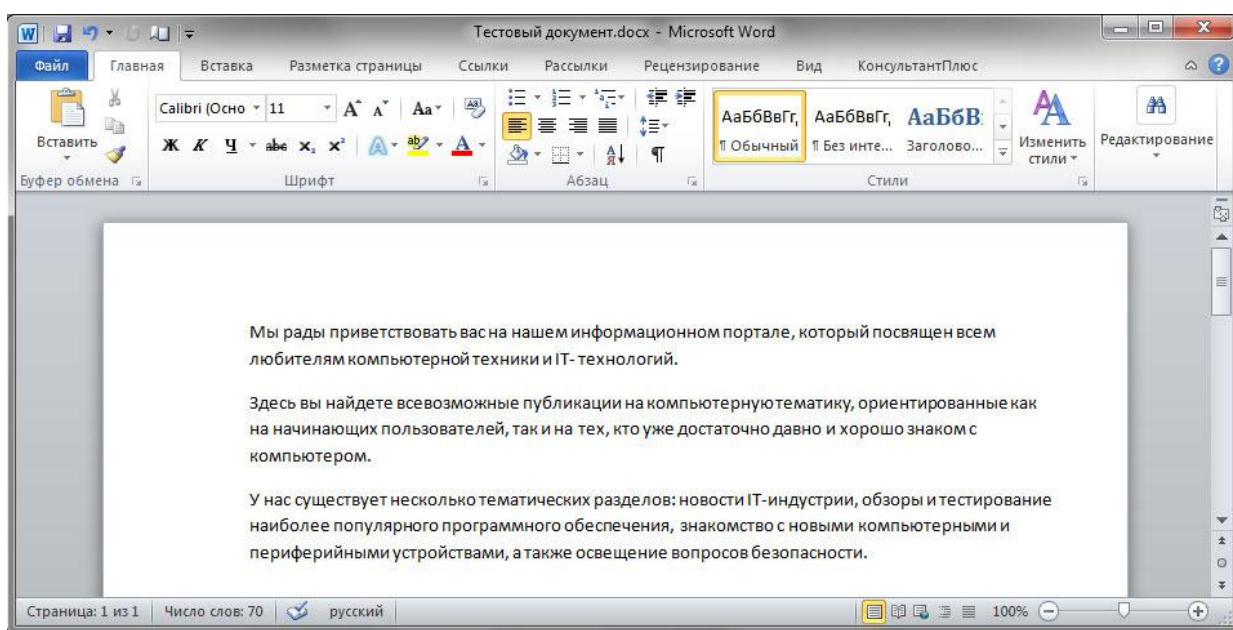 Тестовый документ.docx - Microsoft Word
Файл Главная Вставка Разметка страницы Ссылки Рассылки Рецензирование Вид КонсультантПлюс
Calibri (Осно 11 Аа АаБбВвГг, АаБбВвГг, АаБбВ
Вставить Ж К Ч abc x₂ x² А ¶ Обычный ¶ Без инте... Заголово... Изменить стили Редактирование
Буфер обмена Шрифт Абзац Стили
Мы рады приветствовать вас на нашем информационном портале, который посвящен всем
любителям компьютерной техники и IT- технологий.
Здесь вы найдете всевозможные публикации на компьютерную тематику, ориентированные как
на начинающих пользователей, так и на тех, кто уже достаточно давно и хорошо знаком с
компьютером.
У нас существует несколько тематических разделов: новости IT-индустрии, обзоры и тестирование
наиболее популярного программного обеспечения, знакомство с новыми компьютерными и
периферийными устройствами, а также освещение вопросов безопасности.
Страница: 1 из 1 Число слов: 70 русский 100%